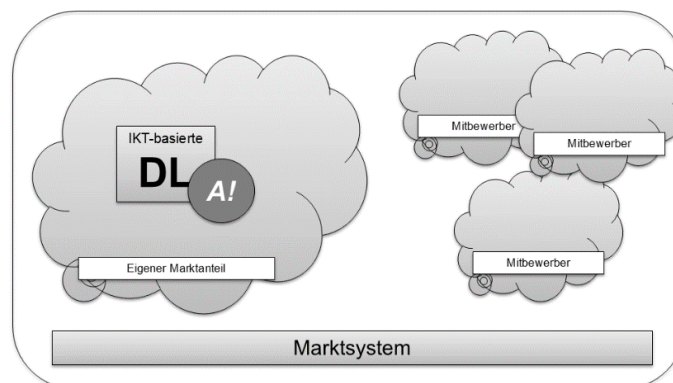 IKT-basierte
DL
A!
Eigener Marktanteil
Mitbewerber
Mitbewerber
Mitbewerber
Marktsystem